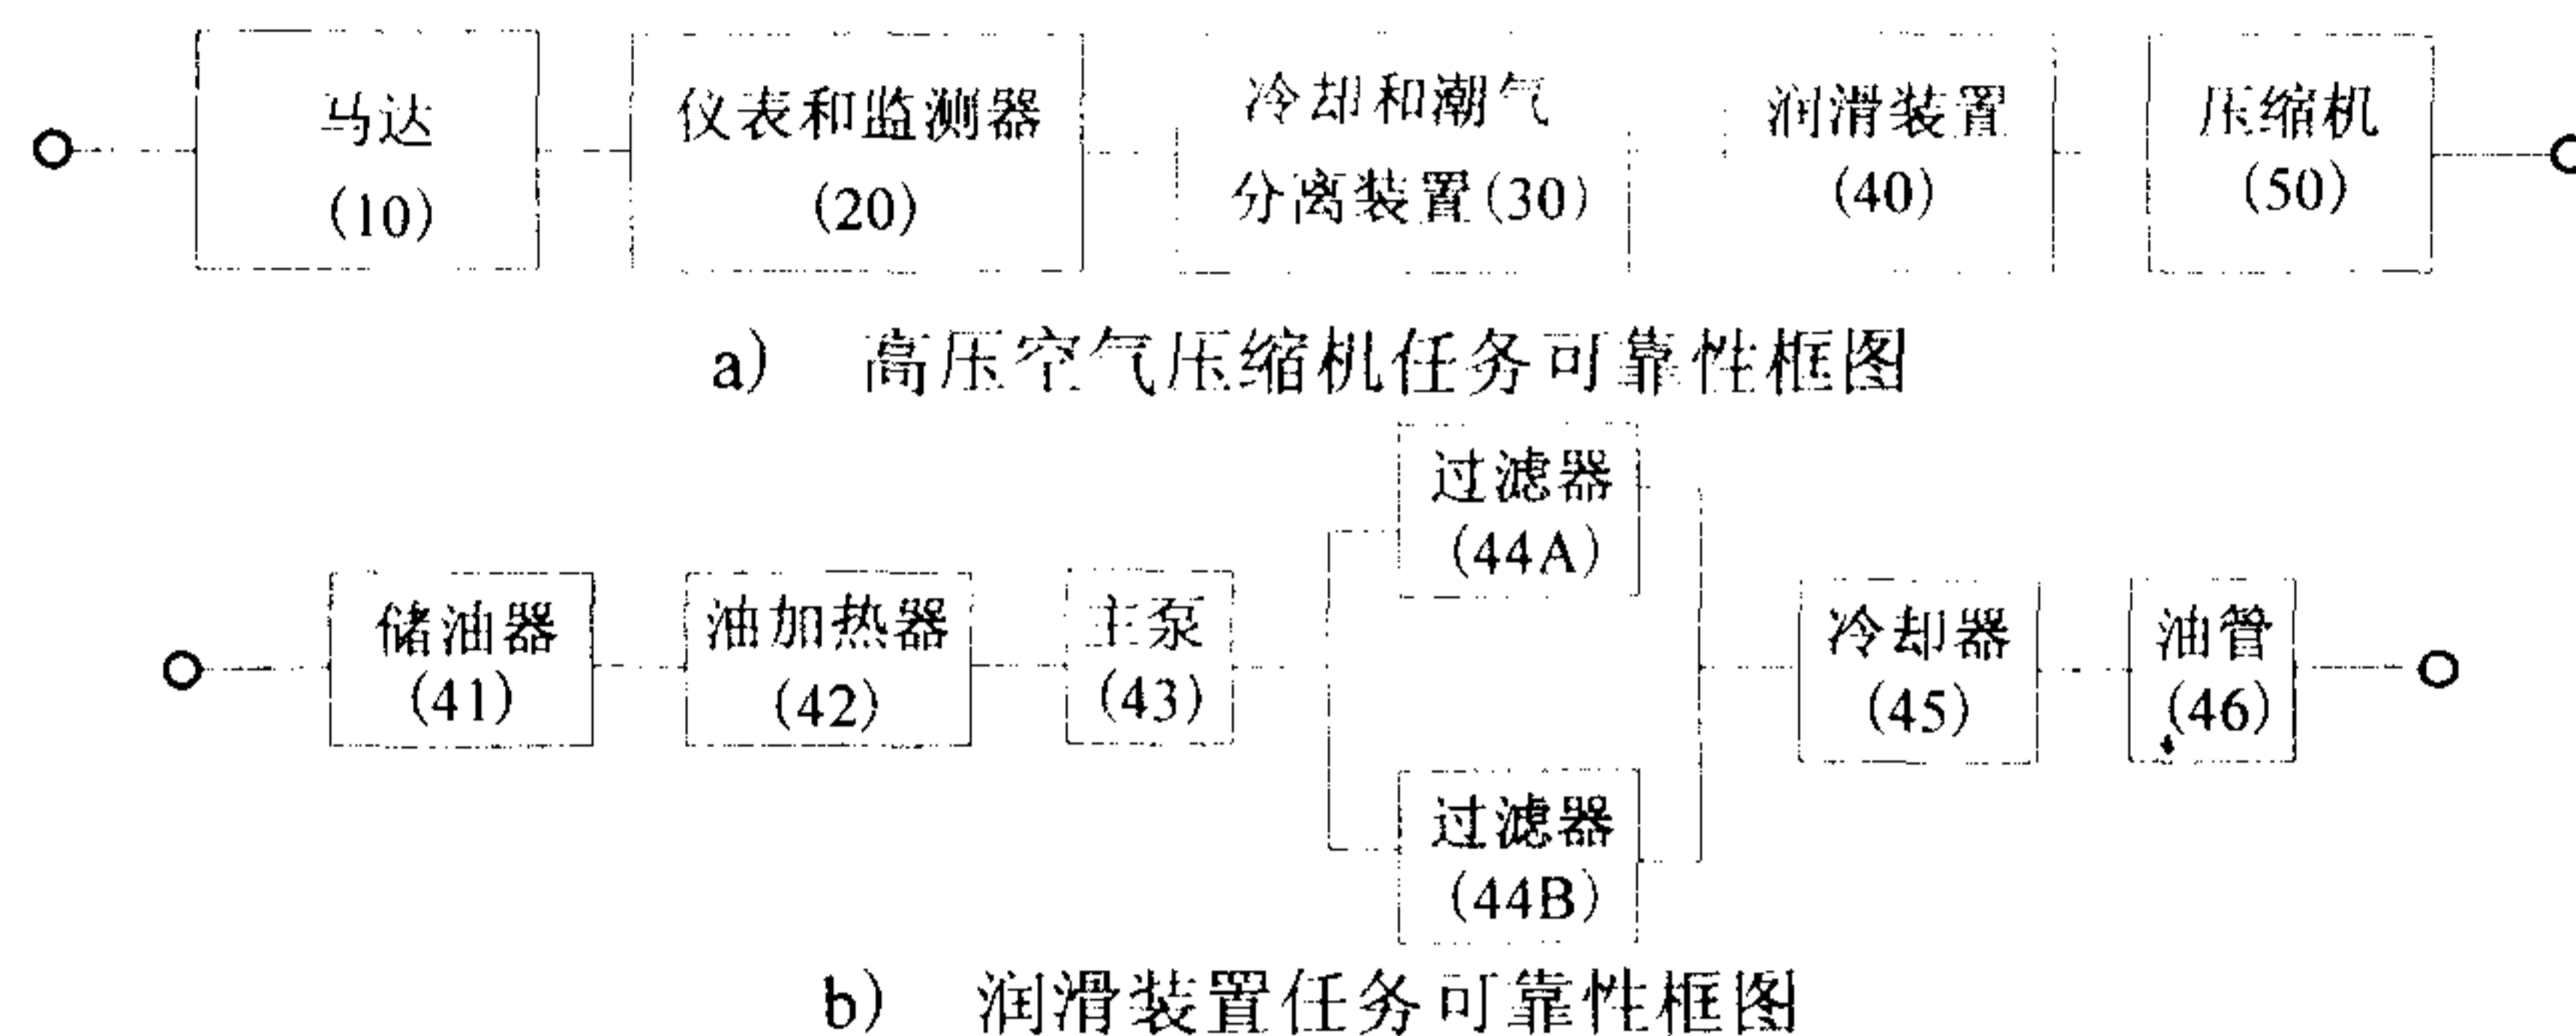 马达
(10)
仪表和监测器
(20)
冷却和潮气
分离装置(30)
润滑装置
(40)
压缩机
(50)
a) 高压空气压缩机任务可靠性框图
储油器
(41)
油加热器
(42)
主泵
(43)
过滤器
(44A)
过滤器
(44B)
冷却器
(45)
油管
(46)
b) 润滑装置任务可靠性框图